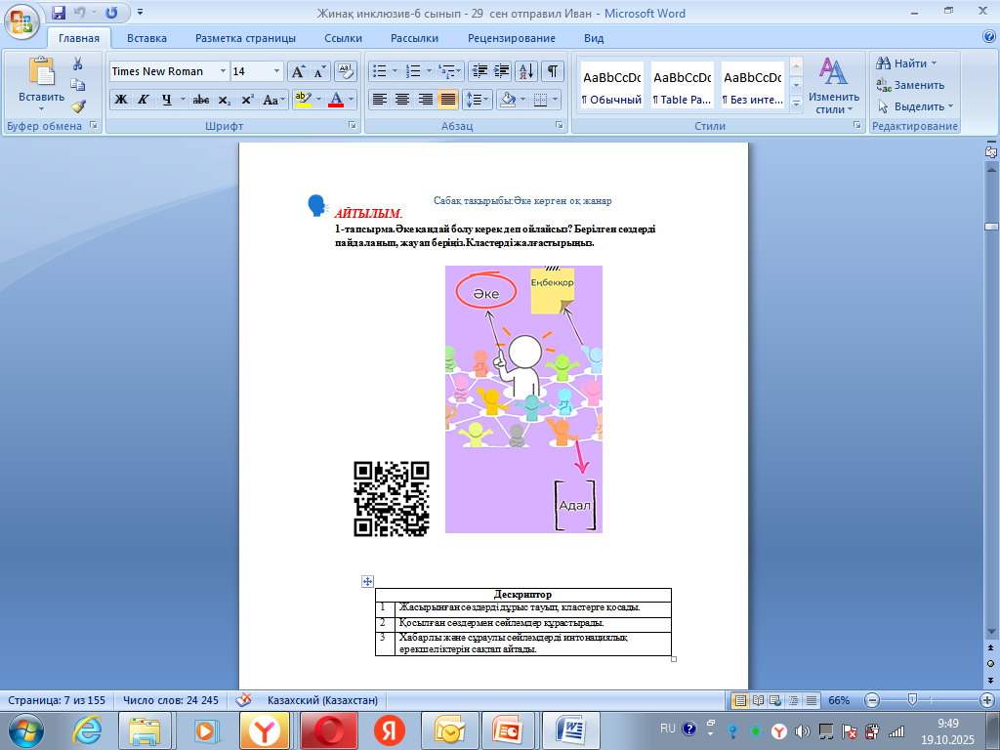 Жинақ инклюзив-6 сынып - 29 сен отправил Иван - Microsoft Word
Главная Вставка Разметка страницы Ссылки Рассылки Рецензирование Вид
Times New Roman 14
Вставить
Ж К Ч abc x₂ x² Aa ab A
AaBbCcDc AaBbCcDc AaBbCcDc
¶ Обычный ¶ Table Pa... ¶ Без инте...
Изменить
стили
Найти
Заменить
Выделить
Буфер обмена Шрифт Абзац Стили Редактирование
Сабақ тақырыбы:Әке көрген оқ жанар
АЙТЫЛЫМ.
1-тапсырма.Әке қандай болу керек деп ойлайсыз? Берілген сөздерді
пайдаланып, жауап беріңіз.Кластерді жалғастырыңыз.
Әке
Еңбекқор
Адал
Дескриптор
1 Жасырынған сөздерді дұрыс тауып, кластерге қосады.
2 Қосылған сөздермен сөйлемдер құрастырады.
3 Хабарлы және сұраулы сөйлемдерді интонациялық
ерекшеліктерін сақтап айтады.
Страница: 7 из 155 Число слов: 24 245 Казахский (Казахстан) 66%
RU 9:49
19.10.2025